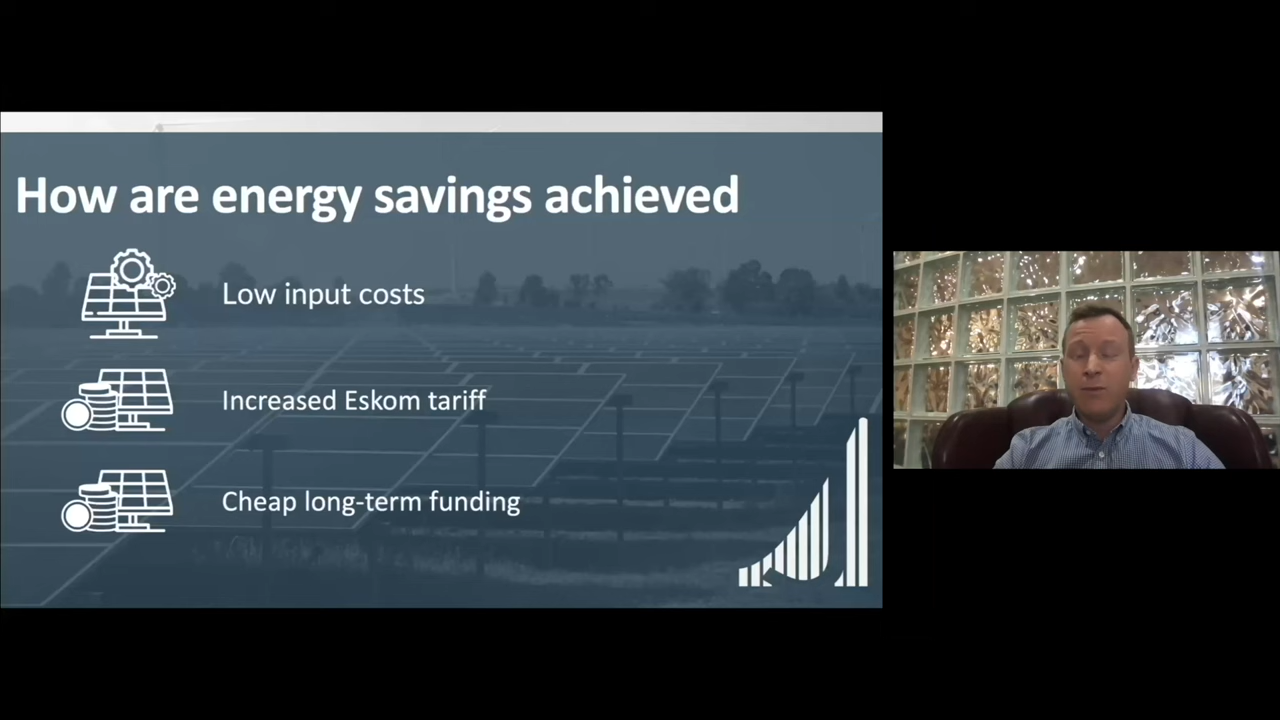 How are energy savings achieved
Low input costs
Increased Eskom tariff
Cheap long-term funding